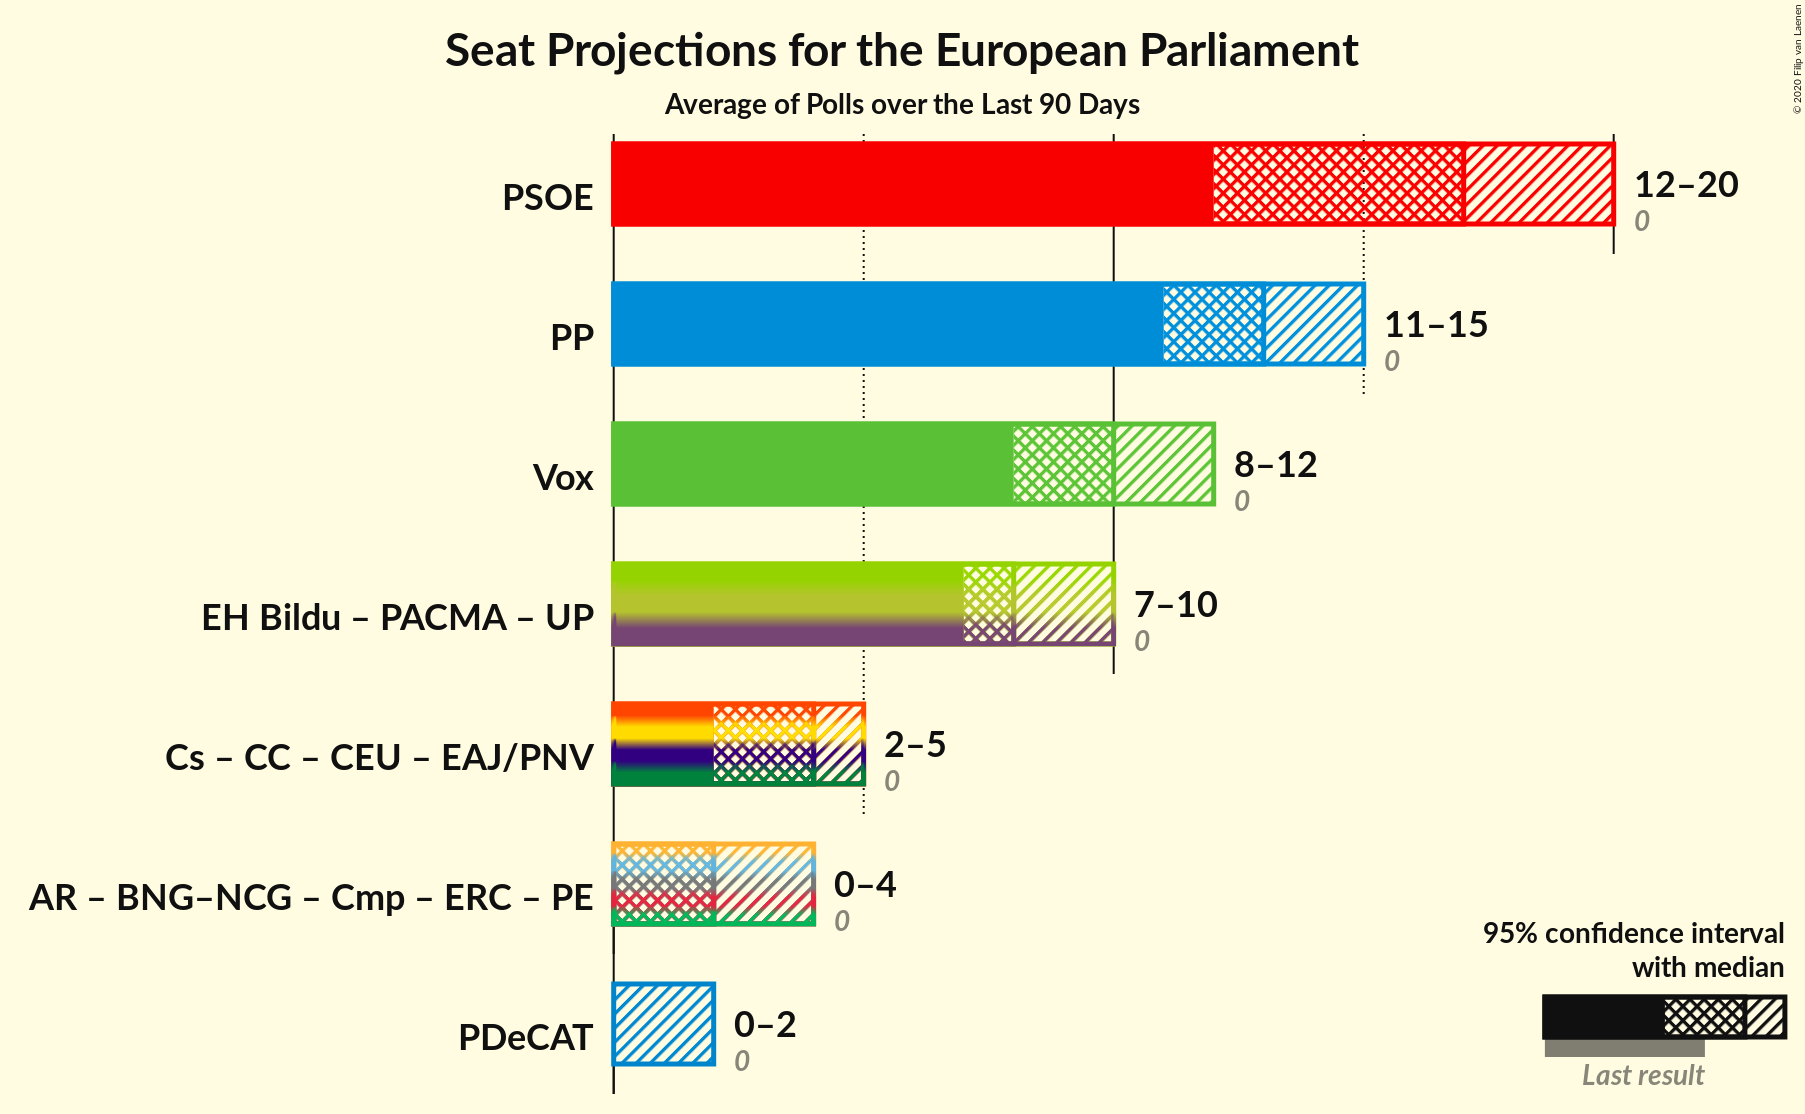 Seat Projections for the European Parliament
Average of Polls over the Last 90 Days
© 2020 Filip van Laenen
PSOE
12–20
0
PP
11–15
0
Vox
8–12
0
EH Bildu – PACMA – UP
7–10
0
Cs – CC – CEU – EAJ/PNV
2–5
0
AR – BNG–NCG – Cmp – ERC – PE
0–4
0
PDeCAT
0–2
0
95% confidence interval
with median
Last result